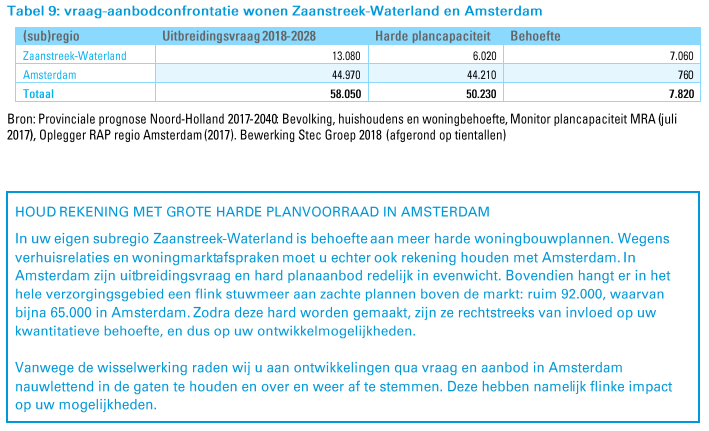 Tabel 9: vraag-aanbodconfrontatie wonen Zaanstreek-Waterland en Amsterdam
(sub)regio Uitbreidingsvraag 2018-2028 Harde plancapaciteit Behoefte
Zaanstreek-Waterland 13.080 6.020 7.060
Amsterdam 44.970 44.210 760
Totaal 58.050 50.230 7.820
Bron: Provinciale prognose Noord-Holland 2017-2040: Bevolking, huishoudens en woningbehoefte, Monitor plancapaciteit MRA (juli
2017), Oplegger RAP regio Amsterdam (2017). Bewerking Stec Groep 2018 (afgerond op tientallen)
HOUD REKENING MET GROTE HARDE PLANVOORRAAD IN AMSTERDAM
In uw eigen subregio Zaanstreek-Waterland is behoefte aan meer harde woningbouwplannen. Wegens
verhuisrelaties en woningmarktafspraken moet u echter ook rekening houden met Amsterdam. In
Amsterdam zijn uitbreidingsvraag en hard planaanbod redelijk in evenwicht. Bovendien hangt er in het
hele verzorgingsgebied een flink stuwmeer aan zachte plannen boven de markt: ruim 92.000, waarvan
bijna 65.000 in Amsterdam. Zodra deze hard worden gemaakt, zijn ze rechtstreeks van invloed op uw
kwantitatieve behoefte, en dus op uw ontwikkelmogelijkheden.
Vanwege de wisselwerking raden wij u aan ontwikkelingen qua vraag en aanbod in Amsterdam
nauwlettend in de gaten te houden en over en weer af te stemmen. Deze hebben namelijk flinke impact
op uw mogelijkheden.